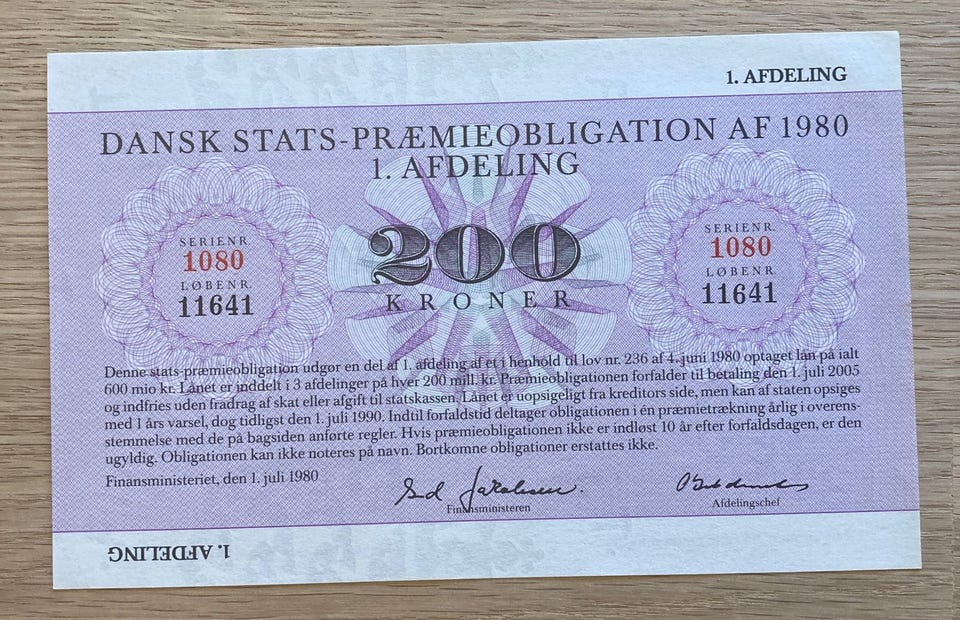 1. AFDELING
DANSK STATS-PRÆMIEOBLIGATION AF 1980
1. AFDELING
SERIENR.
1080
LØBENR.
11641
200
KRONER
SERIENR.
1080
LØBENR.
11641
Denne stats-præmieobligation udgør en del af 1. afdeling af et i henhold til lov nr. 236 af 4. juni 1980 optaget lån på ialt
600 mio kr. Lånet er inddelt i 3 afdelinger på hver 200 mill. kr. Præmieobligationen forfalder til betaling den 1. juli 2005
og indfries uden fradrag af skat eller afgift til statskassen. Lånet er uopsigeligt fra kreditors side, men kan af staten opsiges
med 1 års varsel, dog tidligst den 1. juli 1990. Indtil forfaldstid deltager obligationen i én præmietrækning årlig i overens-
stemmelse med de på bagsiden anførte regler. Hvis præmieobligationen ikke er indløst 10 år efter forfaldsdagen, er den
ugyldig. Obligationen kan ikke noteres på navn. Bortkomne obligationer erstattes ikke.
Finansministeriet, den 1. juli 1980
Finansministeren
Afdelingschef
1. AFDELING